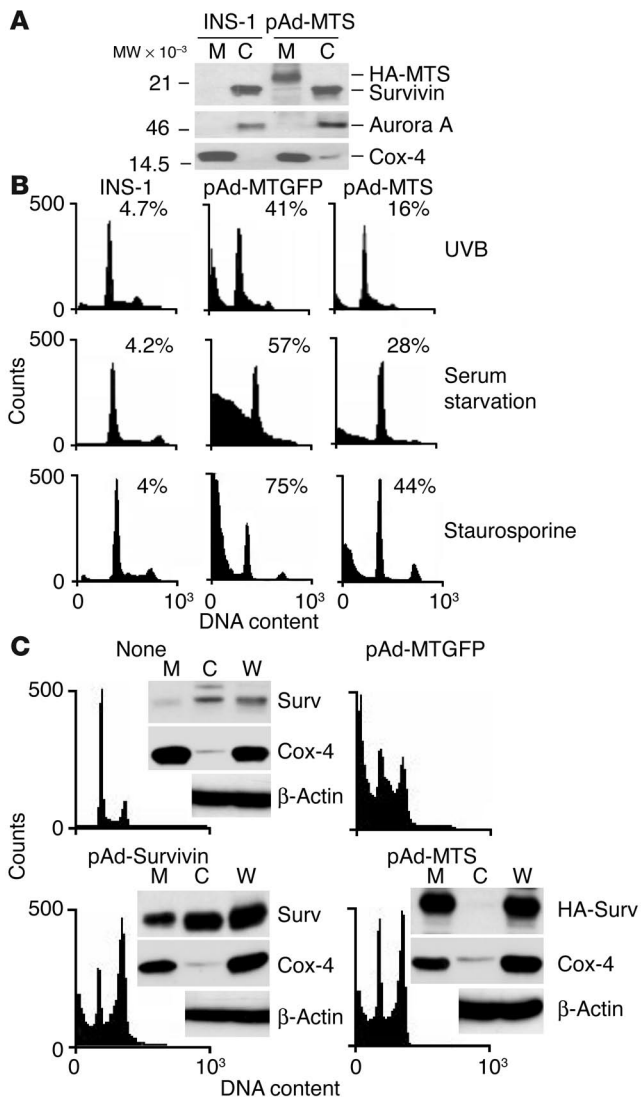 A
INS-1 pAd-MTS
MW × 10⁻³ M C M C
21 HA-MTS
Survivin
46 Aurora A
14.5 Cox-4
B
INS-1 pAd-MTGFP pAd-MTS
500 4.7% 41% 16%
UVB
0
500 4.2% 57% 28%
Counts
Serum
starvation
0
500 4% 75% 44%
Staurosporine
0
0 10³ 0 10³ 0 10³
DNA content
C
None pAd-MTGFP
M C W
500 Surv
Cox-4
β-Actin
0
Counts
pAd-Survivin pAd-MTS
M C W M C W
500 Surv HA-Surv
Cox-4 Cox-4
β-Actin β-Actin
0
0 10³ 0 10³
DNA content